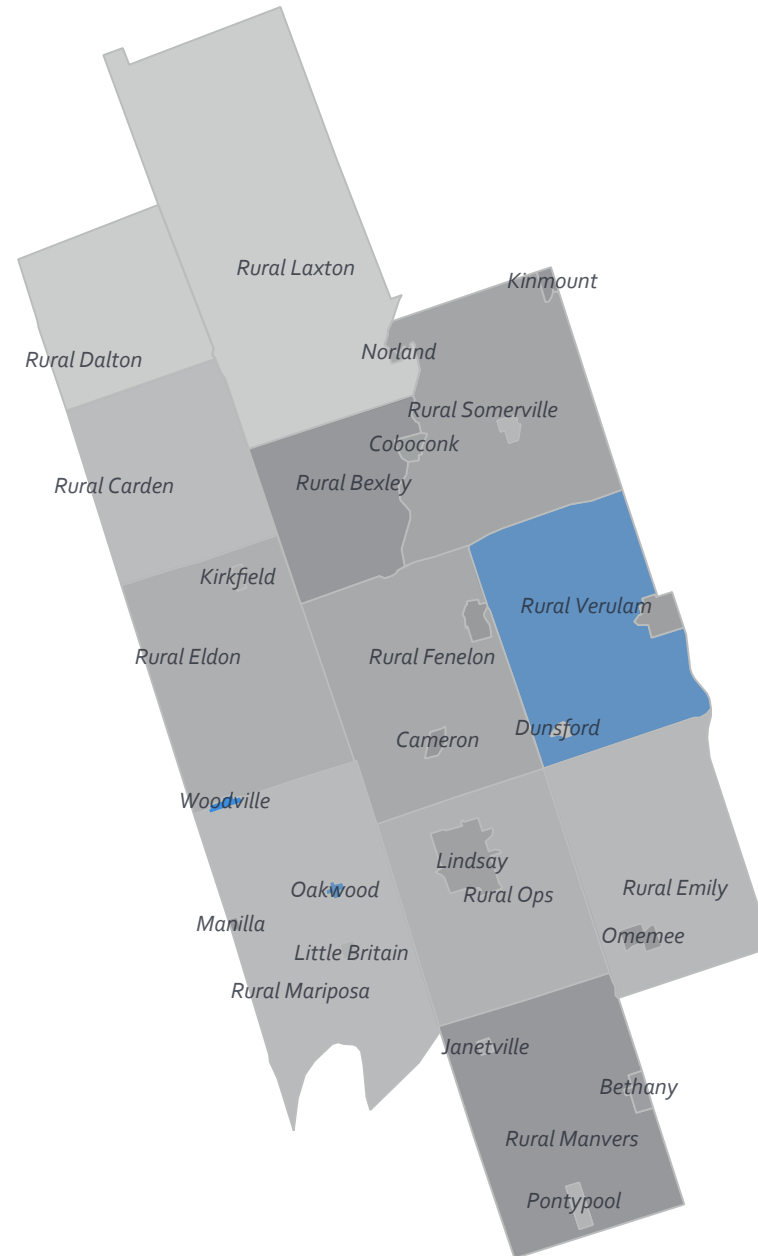 Rural Laxton
Kinmount
Norland
Rural Dalton
Rural Somerville
Coboconk
Rural Bexley
Rural Carden
Kirkfield
Rural Verulam
Rural Eldon
Rural Fenelon
Dunsford
Cameron
Woodville
Lindsay
Rural Emily
Oakwood
Rural Ops
Manilla
Omemee
Little Britain
Rural Mariposa
Janetville
Bethany
Rural Manvers
Pontypool